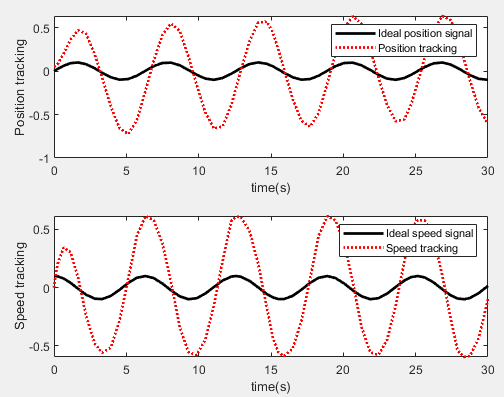 0.5
0
-0.5
-1
Position tracking
Ideal position signal
Position tracking
0 5 10 15 20 25 30
time(s)
0.5
0
-0.5
Speed tracking
Ideal speed signal
Speed tracking
0 5 10 15 20 25 30
time(s)